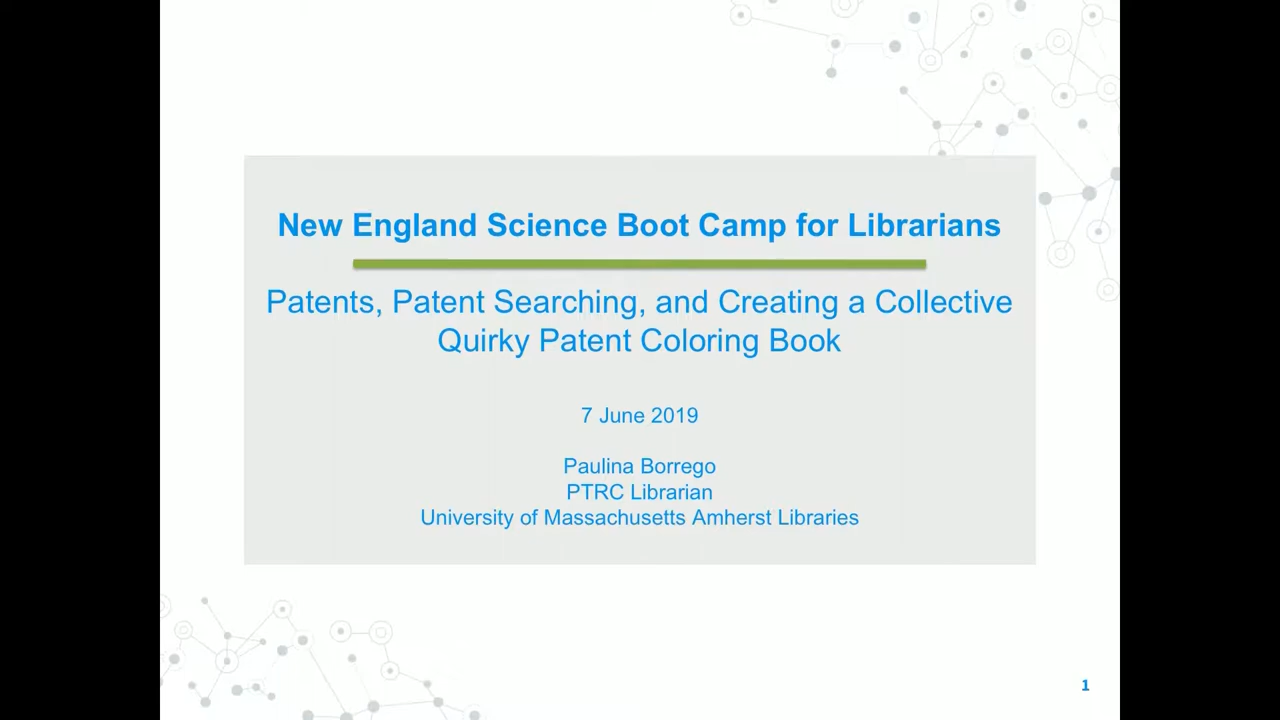 New England Science Boot Camp for Librarians
Patents, Patent Searching, and Creating a Collective
Quirky Patent Coloring Book
7 June 2019
Paulina Borrego
PTRC Librarian
University of Massachusetts Amherst Libraries
1